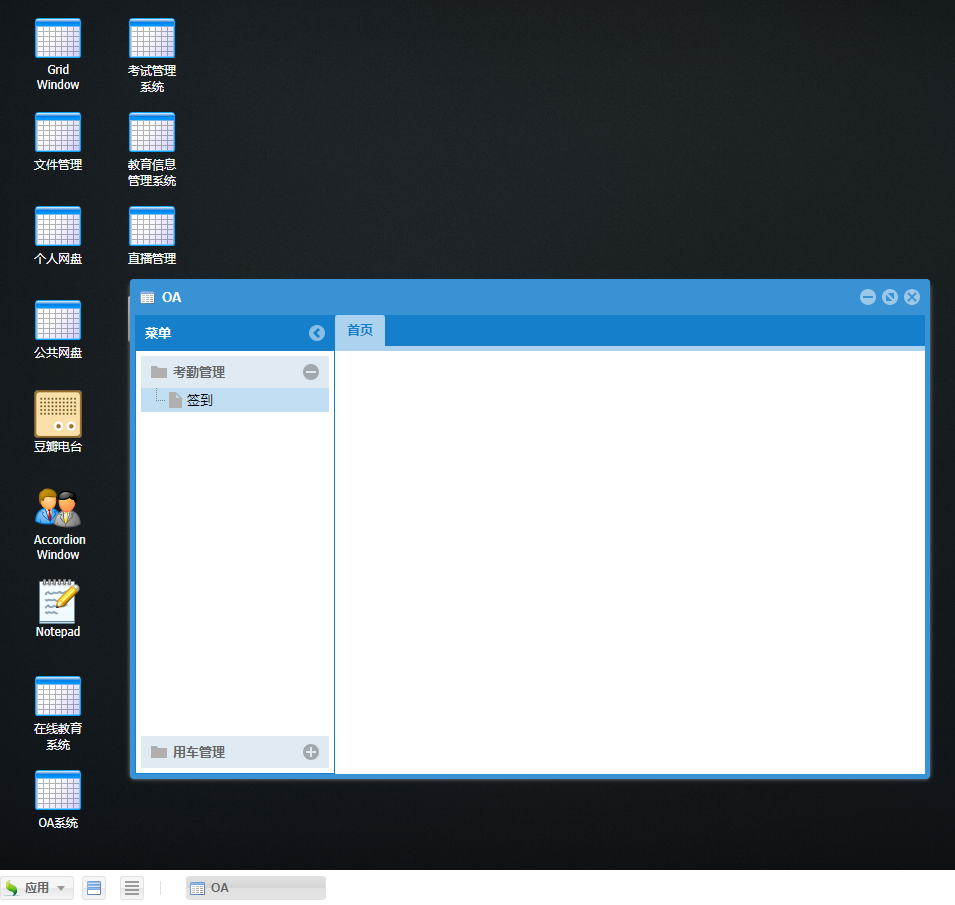 Grid
Window
考试管理
系统
文件管理
教育信息
管理系统
个人网盘
直播管理
公共网盘
豆瓣电台
Accordion
Window
Notepad
在线教育
系统
OA系统
OA
菜单
首页
考勤管理
签到
用车管理
应用
OA